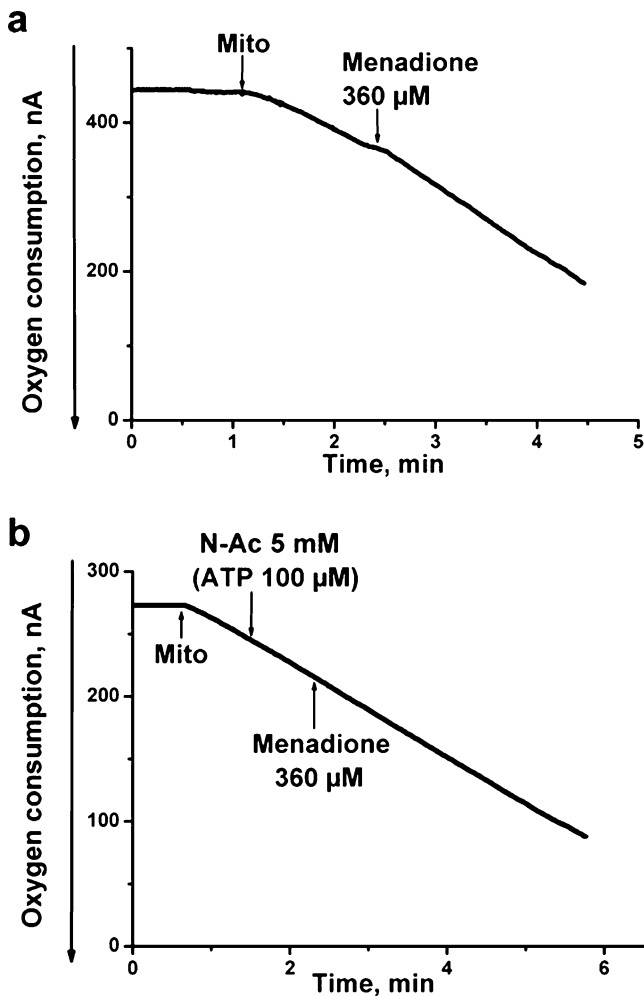 a
Mito
Menadione
360 µM
400
200
0
0 1 2 3 4 5
Time, min
Oxygen consumption, nA
b
N-Ac 5 mM
(ATP 100 µM)
300
Mito
200
Menadione
360 µM
100
0
0 2 4 6
Time, min
Oxygen consumption, nA